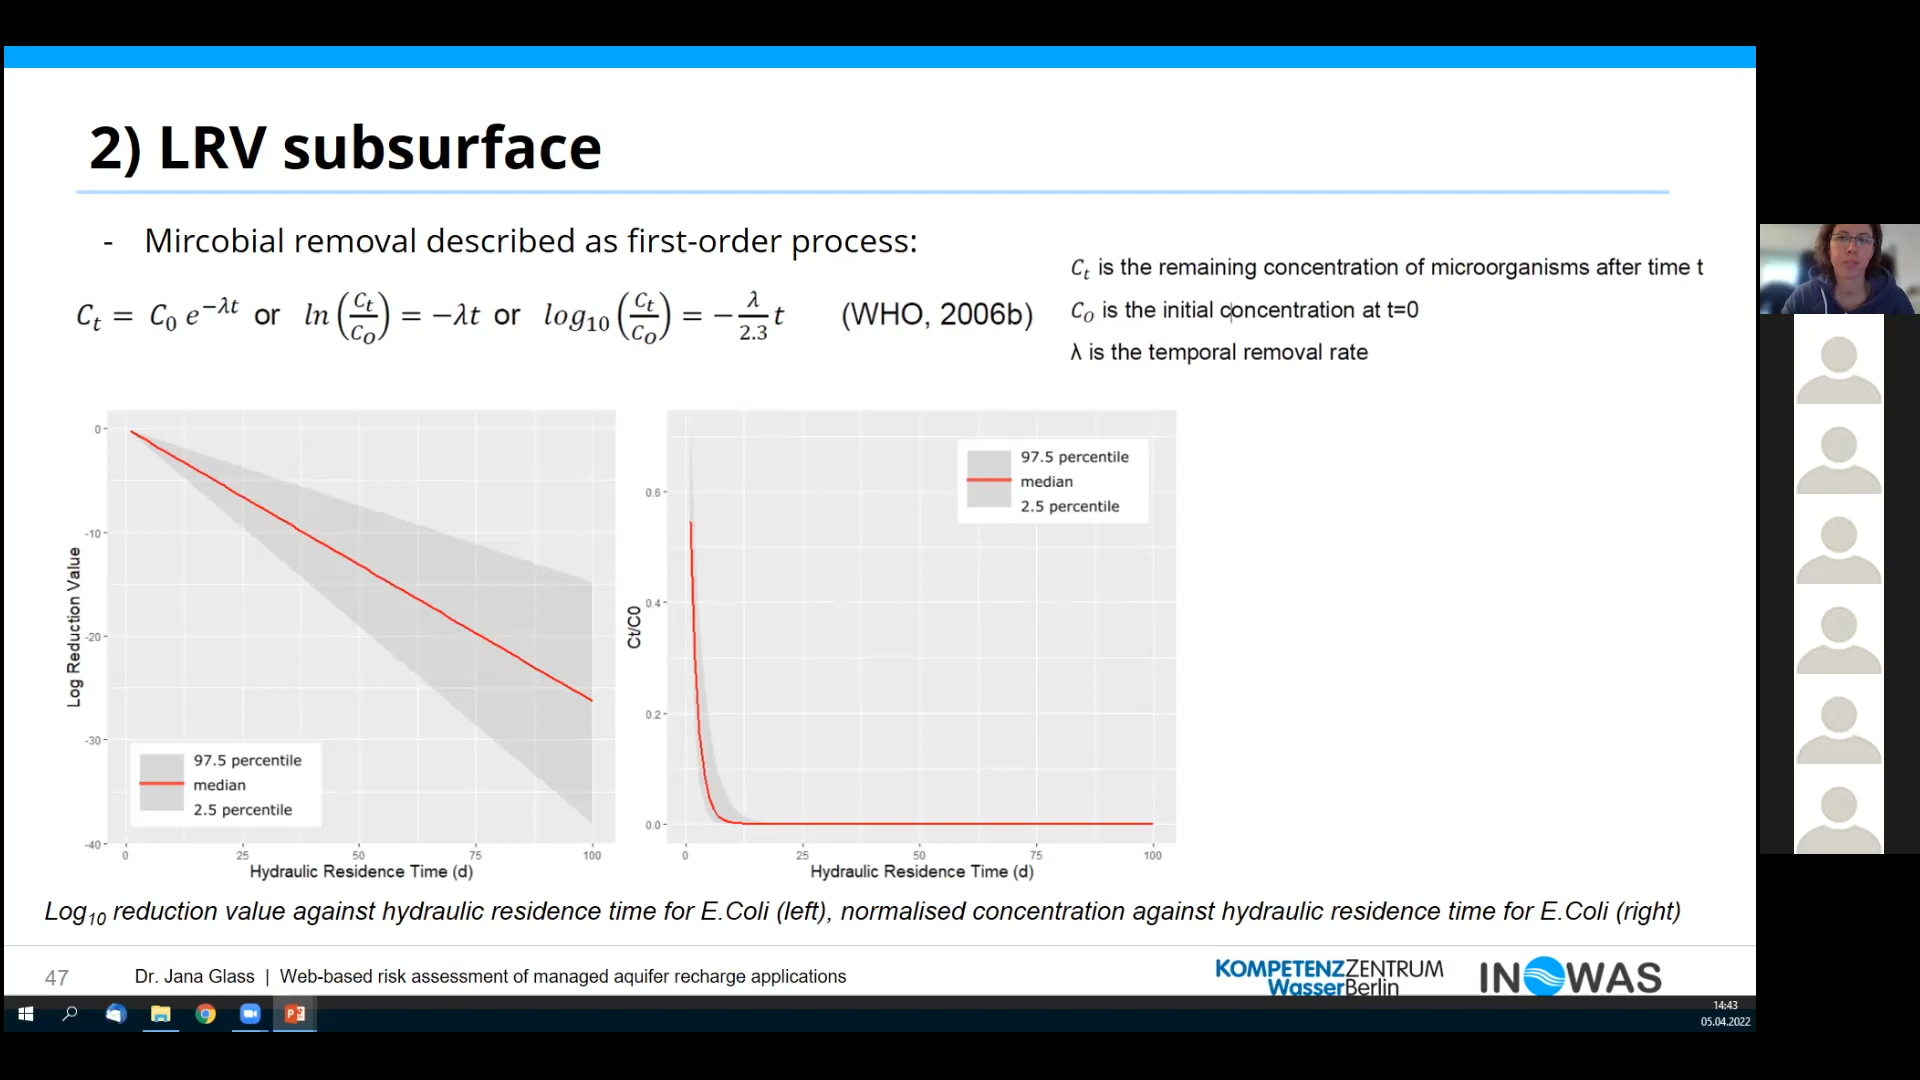 2) LRV subsurface
- Mircobial removal described as first-order process:
Cₜ = C₀ e^(−λt) or ln(Cₜ/C₀) = −λt or log₁₀(Cₜ/C₀) = −(λ/2.3)t (WHO, 2006b)
Cₜ is the remaining concentration of microorganisms after time t
C₀ is the initial concentration at t=0
λ is the temporal removal rate
Log Reduction Value
0
-10
-20
-30
-40
97.5 percentile
median
2.5 percentile
0 25 50 75 100
Hydraulic Residence Time (d)
Ct/C0
0.6
0.4
0.2
0.0
97.5 percentile
median
2.5 percentile
0 25 50 75 100
Hydraulic Residence Time (d)
Log₁₀ reduction value against hydraulic residence time for E.Coli (left), normalised concentration against hydraulic residence time for E.Coli (right)
47 Dr. Jana Glass | Web-based risk assessment of managed aquifer recharge applications
KOMPETENZZENTRUM
WasserBerlin
INOWAS
14:43
05.04.2022